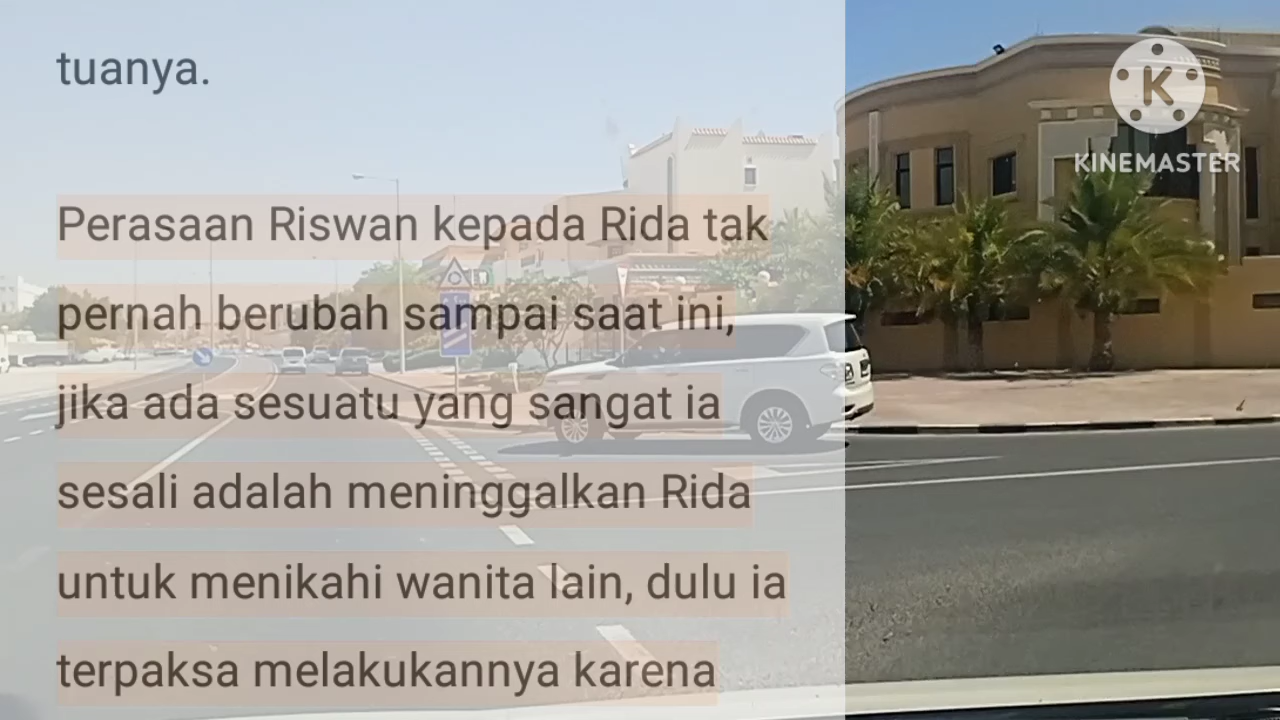 tuanya.
Perasaan Riswan kepada Rida tak
pernah berubah sampai saat ini,
jika ada sesuatu yang sangat ia
sesali adalah meninggalkan Rida
untuk menikahi wanita lain, dulu ia
terpaksa melakukannya karena
K
KINEMASTER